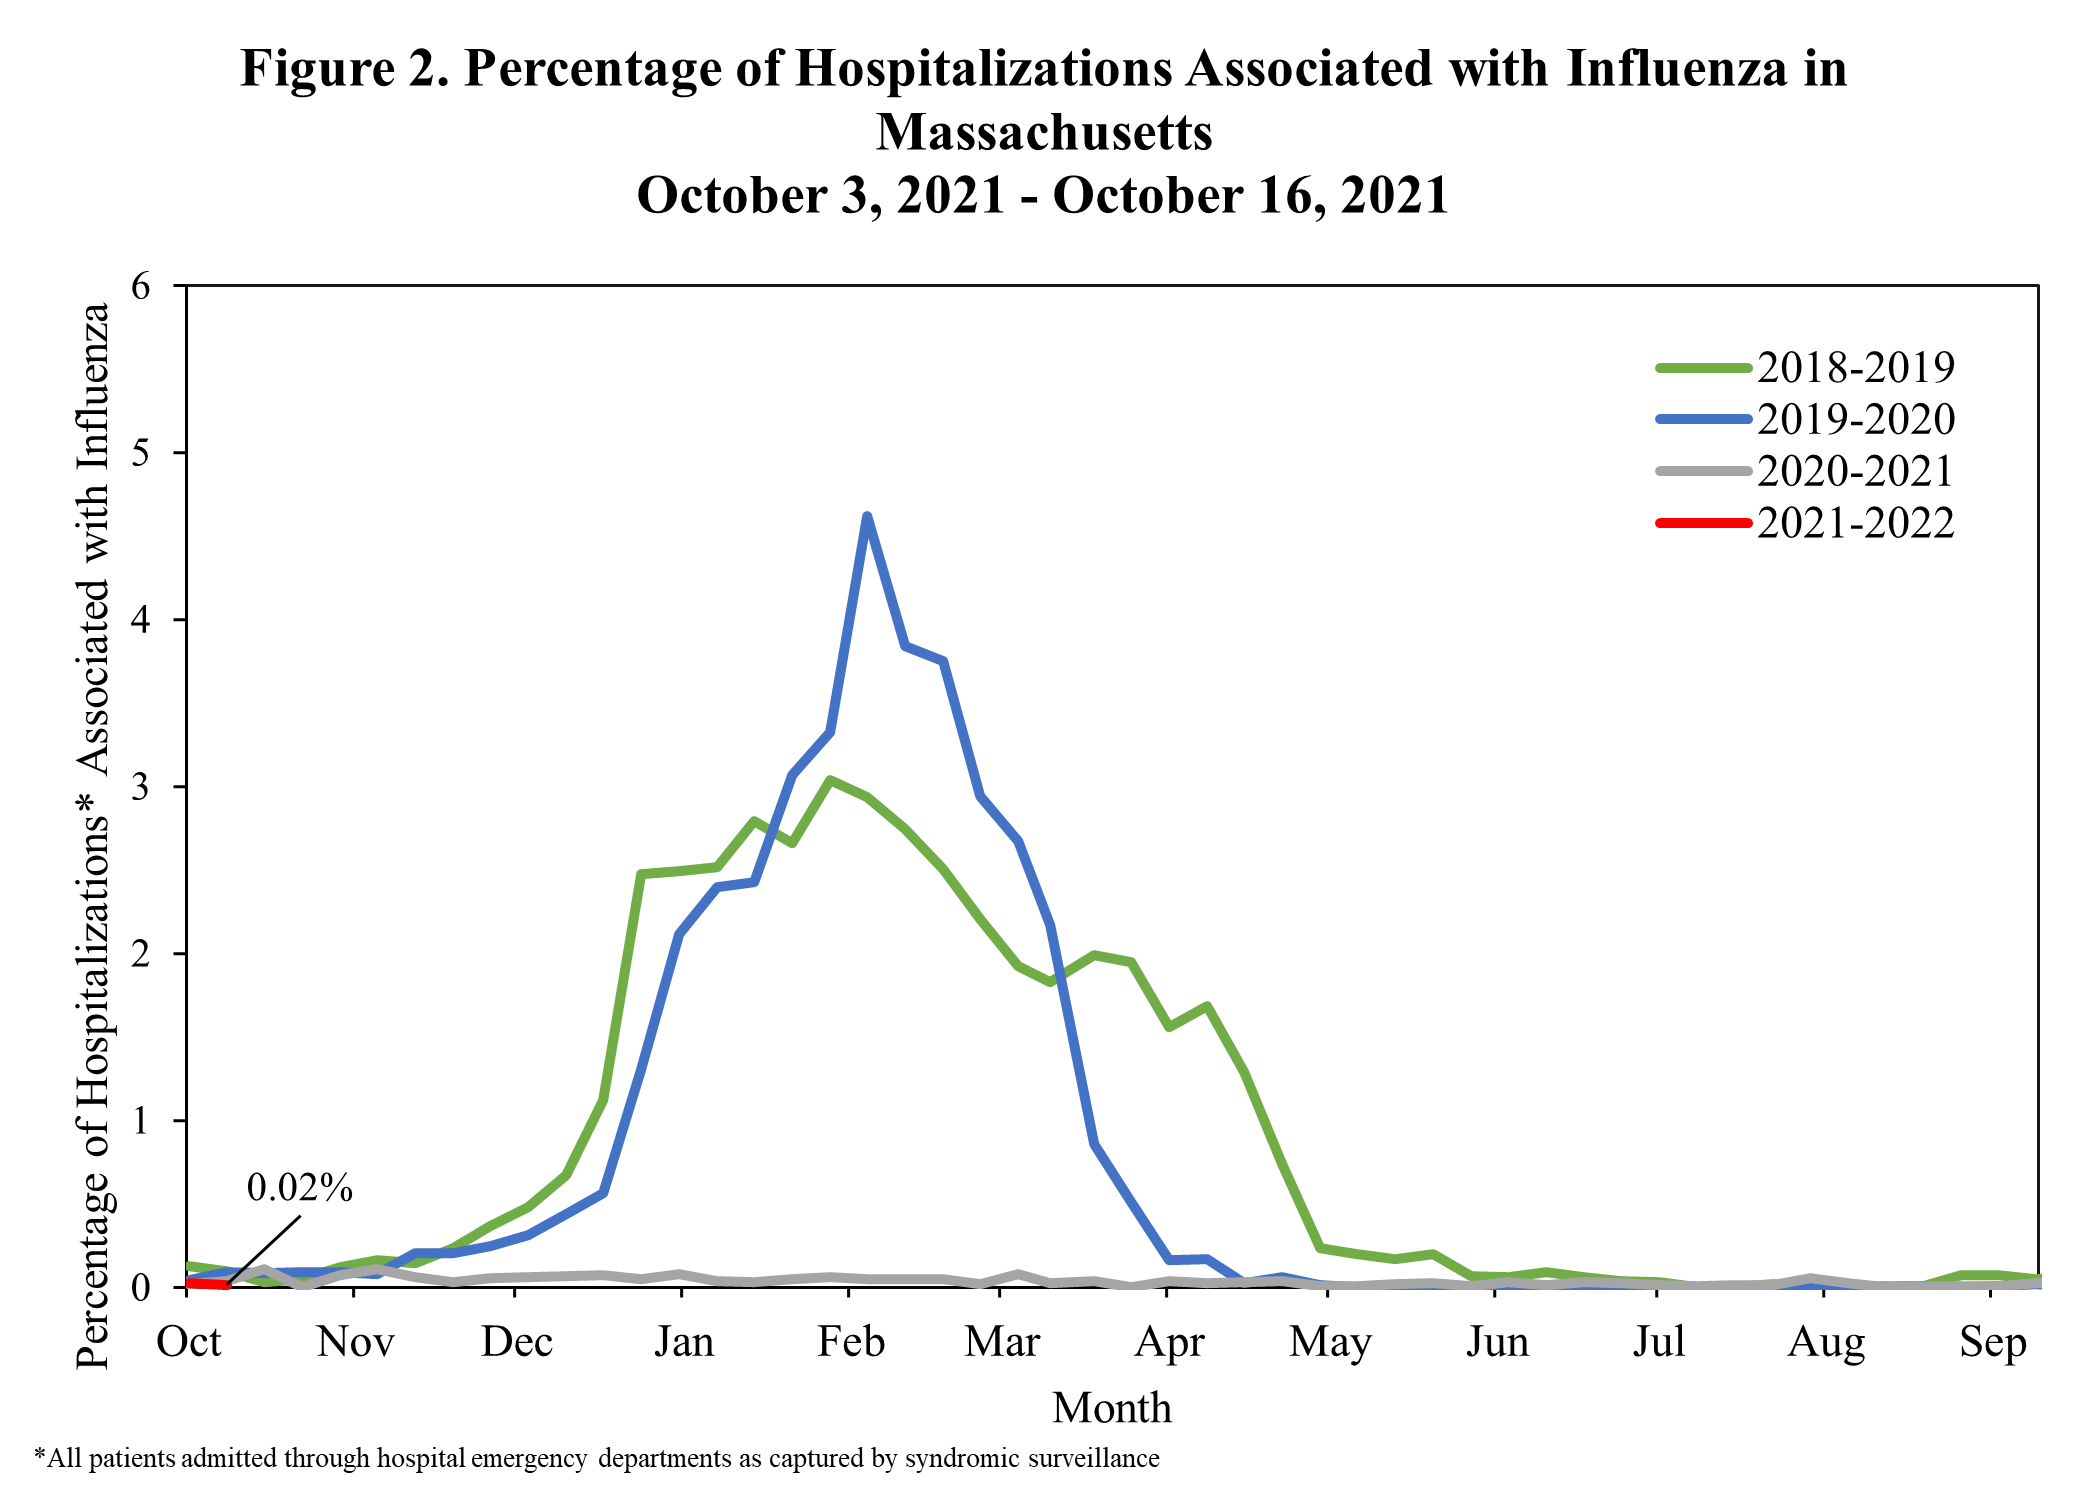 Figure 2. Percentage of Hospitalizations Associated with Influenza in
Massachusetts
October 3, 2021 - October 16, 2021
Percentage of Hospitalizations* Associated with Influenza
6
5
4
3
2
1
0
2018-2019
2019-2020
2020-2021
2021-2022
0.02%
Oct Nov Dec Jan Feb Mar Apr May Jun Jul Aug Sep
Month
*All patients admitted through hospital emergency departments as captured by syndromic surveillance